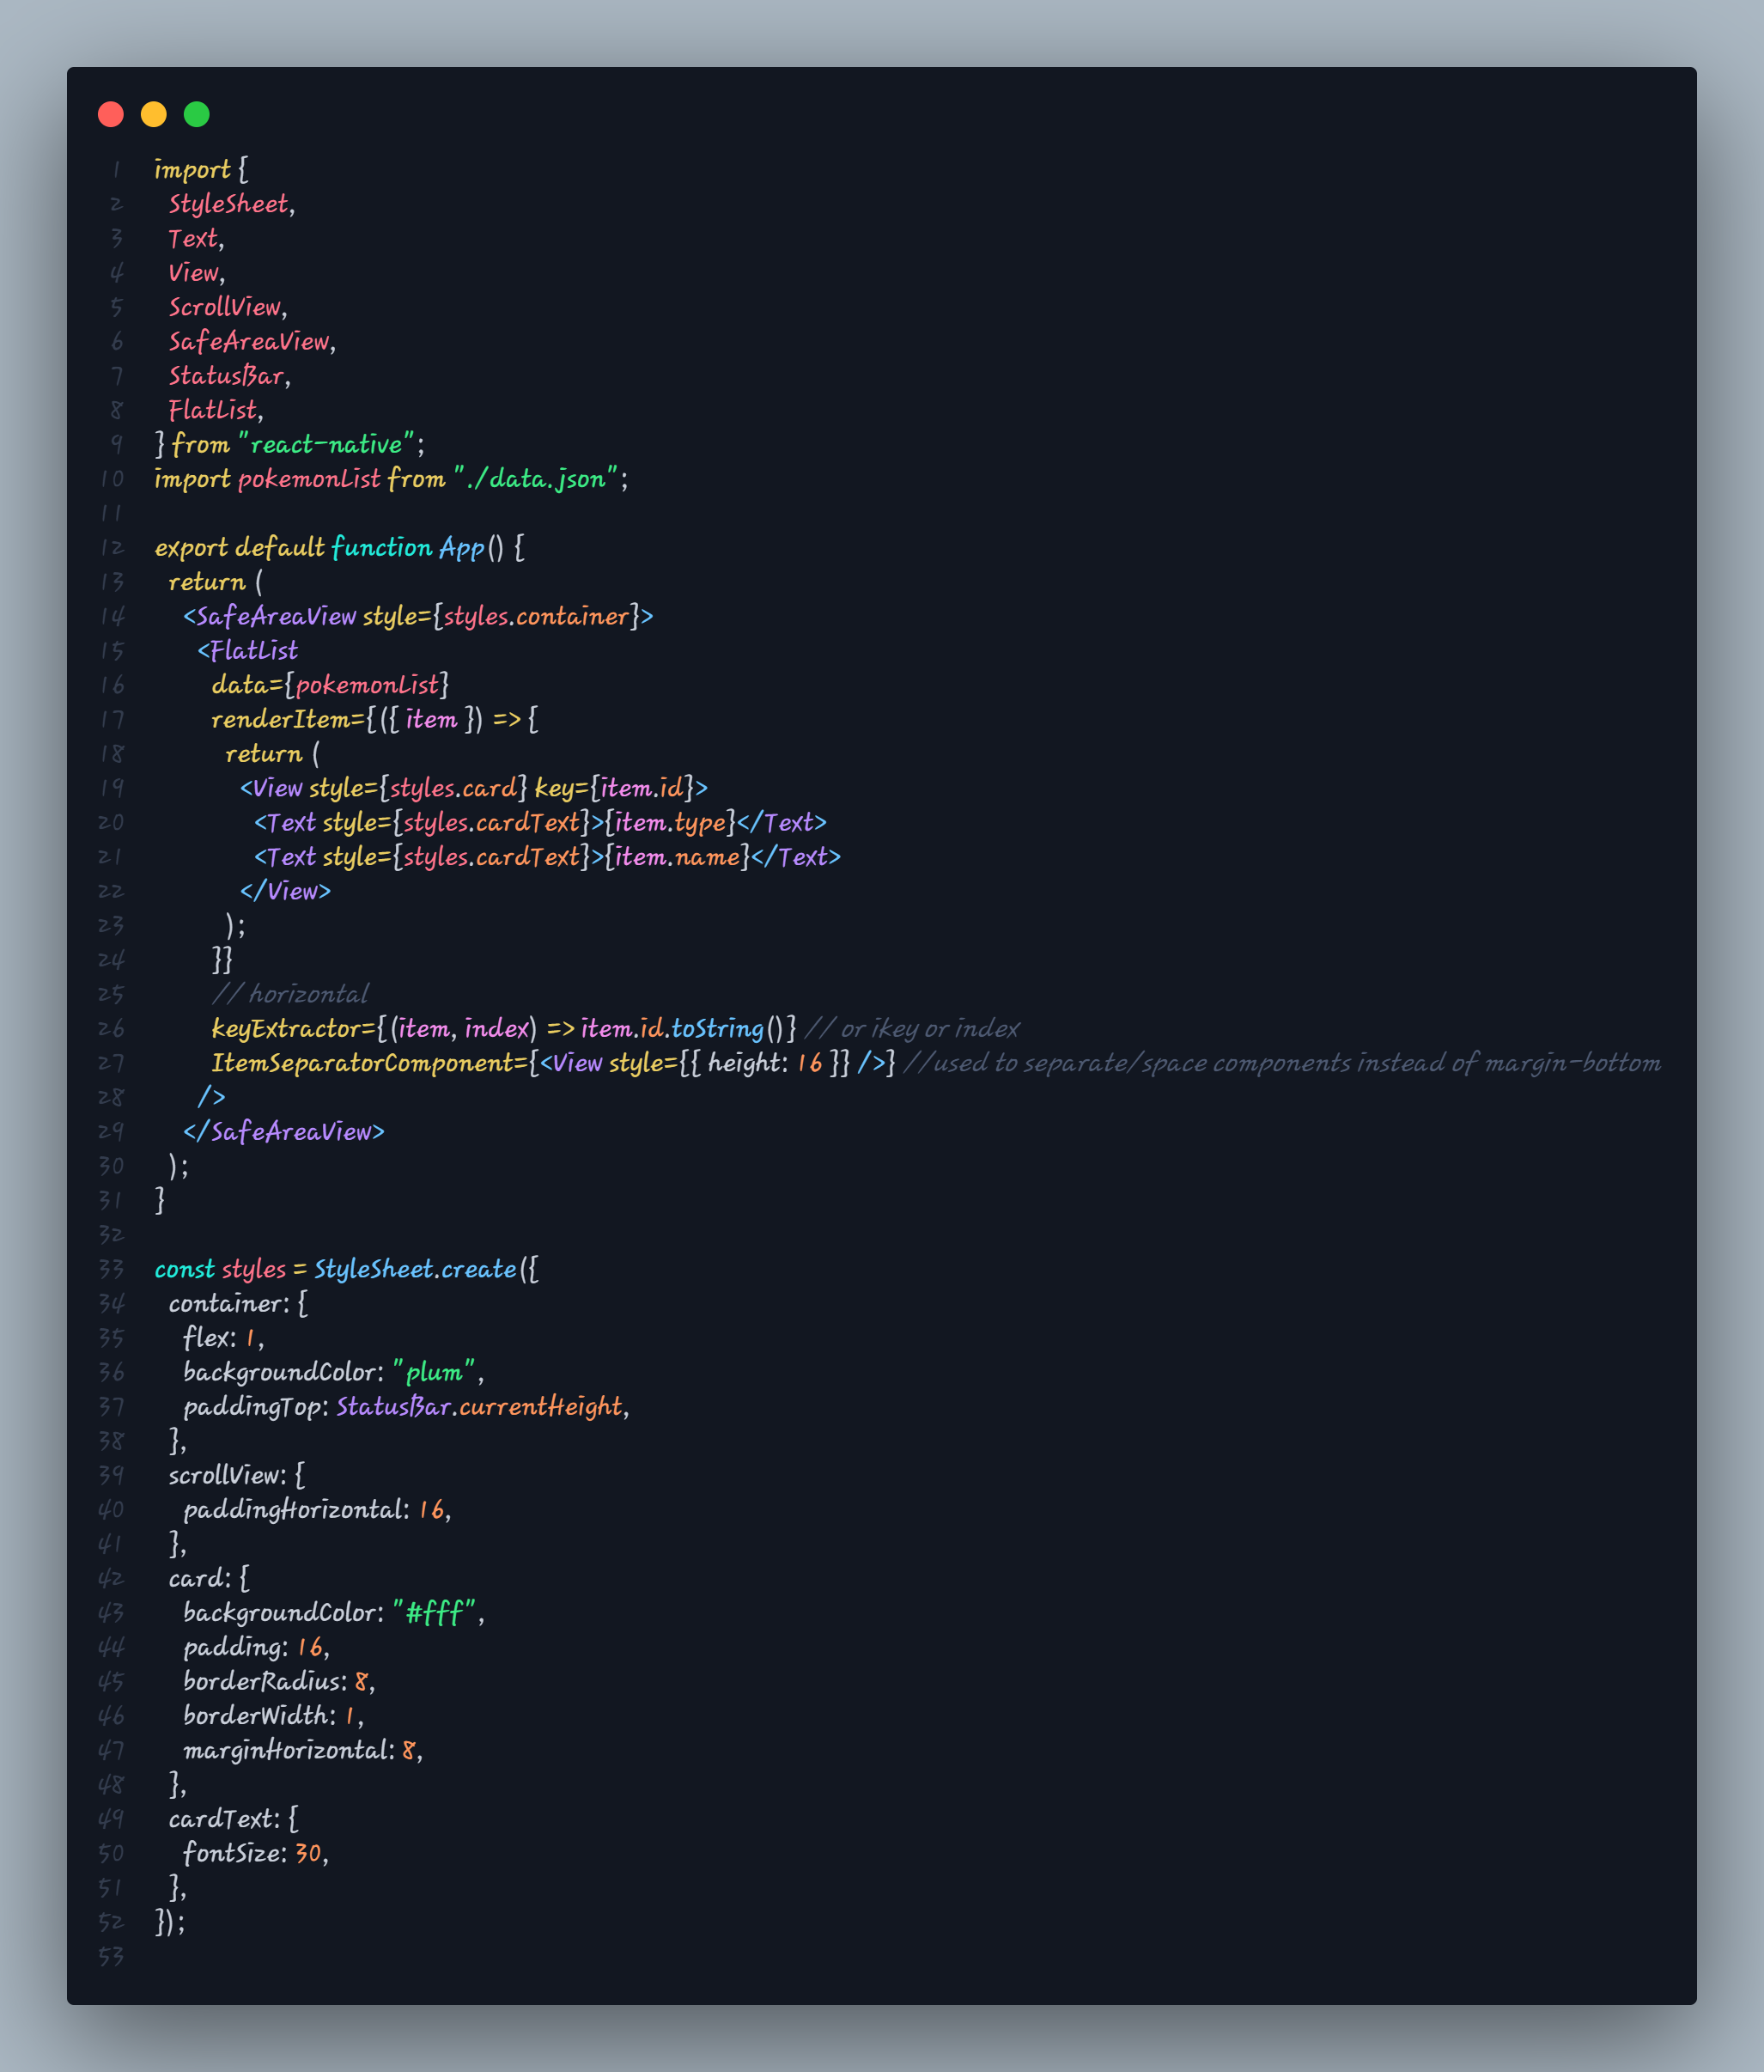 1 import {
2 StyleSheet,
3 Text,
4 View,
5 ScrollView,
6 SafeAreaView,
7 StatusBar,
8 FlatList,
9 } from "react-native";
10 import pokemonList from "./data.json";
11
12 export default function App() {
13 return (
14 <SafeAreaView style={styles.container}>
15 <FlatList
16 data={pokemonList}
17 renderItem={({ item }) => {
18 return (
19 <View style={styles.card} key={item.id}>
20 <Text style={styles.cardText}>{item.type}</Text>
21 <Text style={styles.cardText}>{item.name}</Text>
22 </View>
23 );
24 }}
25 // horizontal
26 keyExtractor={(item, index) => item.id.toString()} // or ikey or index
27 ItemSeparatorComponent={<View style={{ height: 16 }} />} //used to separate/space components instead of margin-bottom
28 />
29 </SafeAreaView>
30 );
31 }
32
33 const styles = StyleSheet.create({
34 container: {
35 flex: 1,
36 backgroundColor: "plum",
37 paddingTop: StatusBar.currentHeight,
38 },
39 scrollView: {
40 paddingHorizontal: 16,
41 },
42 card: {
43 backgroundColor: "#fff",
44 padding: 16,
45 borderRadius: 8,
46 borderWidth: 1,
47 marginHorizontal: 8,
48 },
49 cardText: {
50 fontSize: 30,
51 },
52 });
53